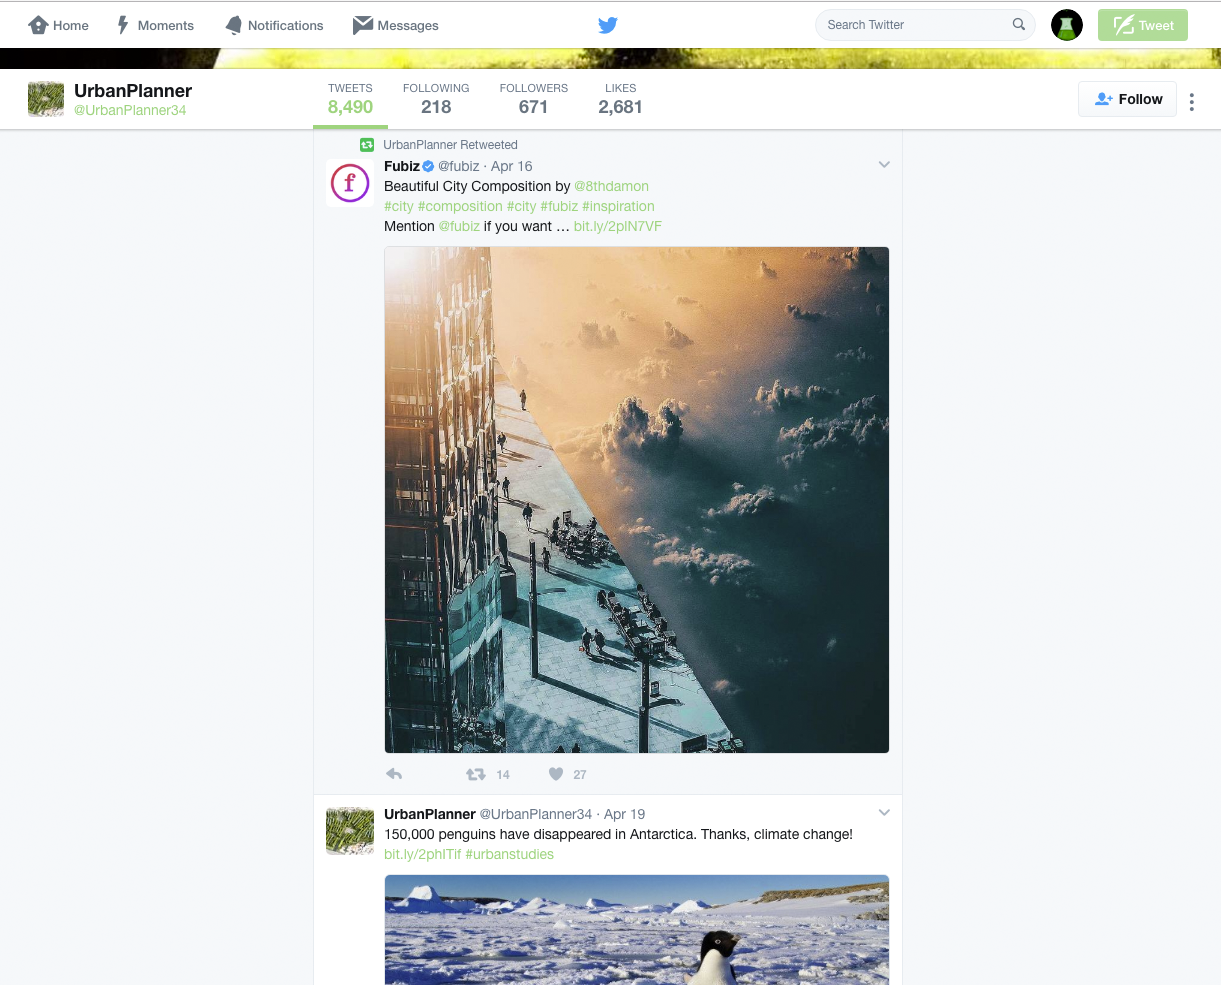 Home Moments Notifications Messages Search Twitter Tweet
UrbanPlanner
@UrbanPlanner34
TWEETS FOLLOWING FOLLOWERS LIKES
8,490 218 671 2,681
Follow
UrbanPlanner Retweeted
Fubiz @fubiz · Apr 16
Beautiful City Composition by @8thdamon
#city #composition #city #fubiz #inspiration
Mention @fubiz if you want … bit.ly/2plN7VF
f
14 27
UrbanPlanner @UrbanPlanner34 · Apr 19
150,000 penguins have disappeared in Antarctica. Thanks, climate change!
bit.ly/2phITif #urbanstudies